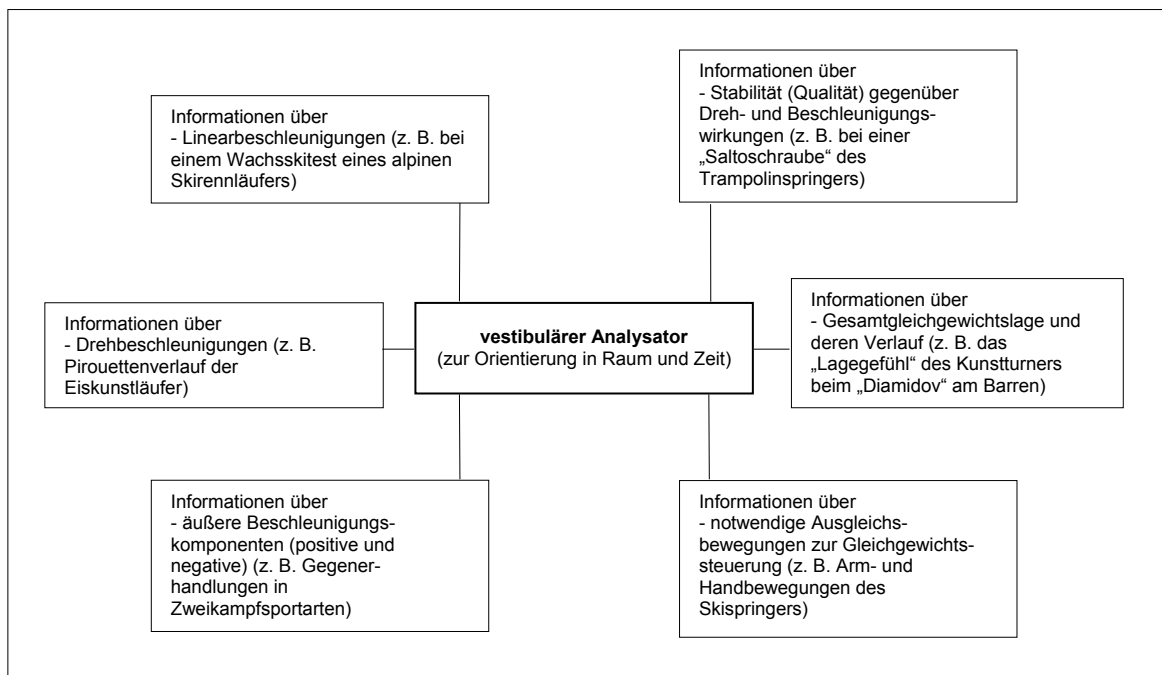 Informationen über
- Linearbeschleunigungen (z. B. bei
einem Wachsskitest eines alpinen
Skirennläufers)
Informationen über
- Stabilität (Qualität) gegenüber
Dreh- und Beschleunigungs-
wirkungen (z. B. bei einer
„Saltoschraube“ des
Trampolinspringers)
Informationen über
- Drehbeschleunigungen (z. B.
Pirouettenverlauf der
Eiskunstläufer)
vestibulärer Analysator
(zur Orientierung in Raum und Zeit)
Informationen über
- Gesamtgleichgewichtslage und
deren Verlauf (z. B. das
„Lagegefühl“ des Kunstturners
beim „Diamidov“ am Barren)
Informationen über
- äußere Beschleunigungs-
komponenten (positive und
negative) (z. B. Gegenер-
handlungen in
Zweikampfsportarten)
Informationen über
- notwendige Ausgleichs-
bewegungen zur Gleichgewichts-
steuerung (z. B. Arm- und
Handbewegungen des
Skispringers)